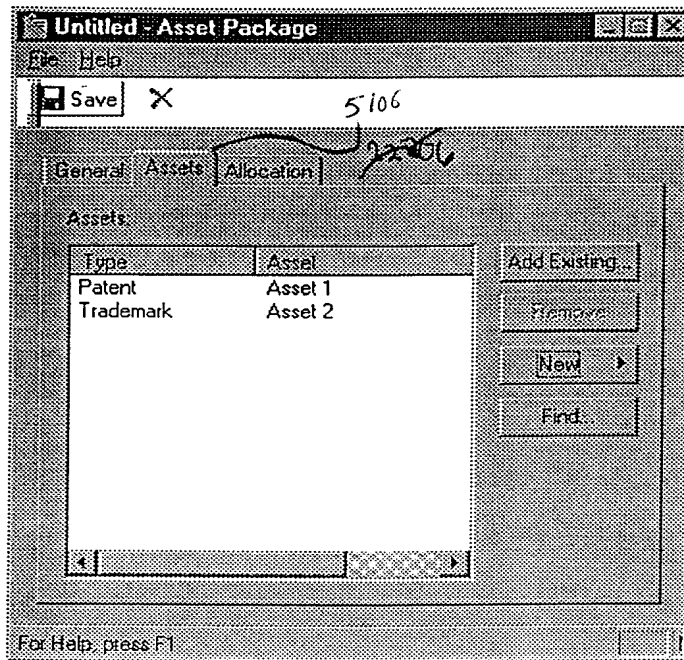 Untitled - Asset Package
File Help
Save
5106
General Assets Allocation
Assets:
Type Asset
Patent Asset 1
Trademark Asset 2
Add Existing...
Remove
New
Find...
For Help, press F1